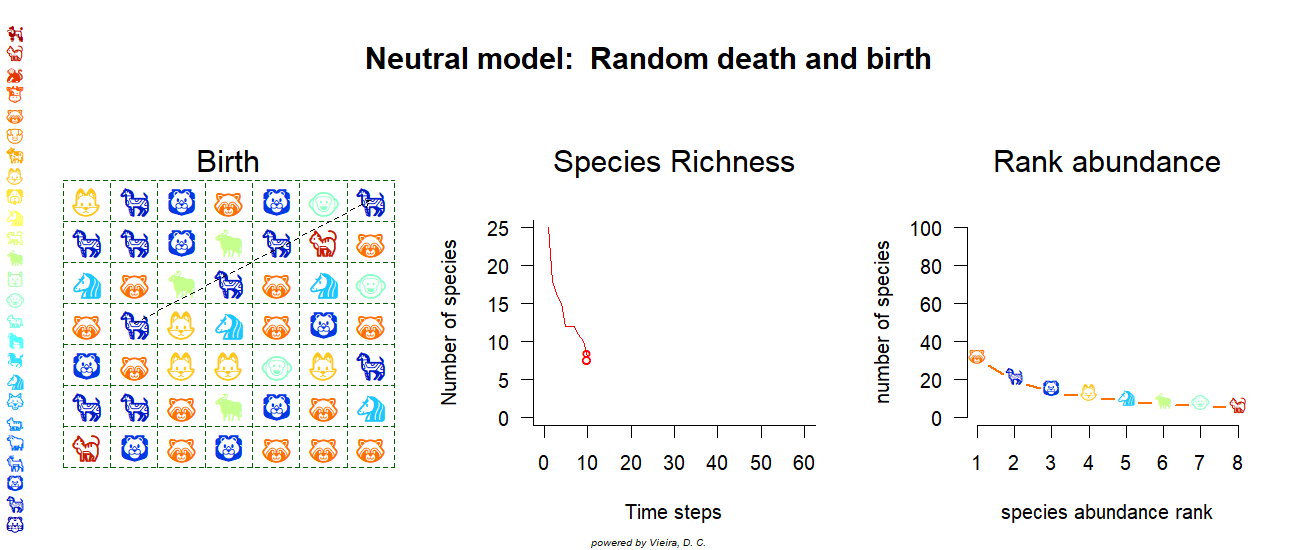 Neutral model:  Random death and birth
Birth
Species Richness
Rank abundance
Number of species
25
20
15
10
5
0
8
0 10 20 30 40 50 60
Time steps
number of species
100
80
60
40
20
0
1 2 3 4 5 6 7 8
species abundance rank
powered by Vieira, D. C.